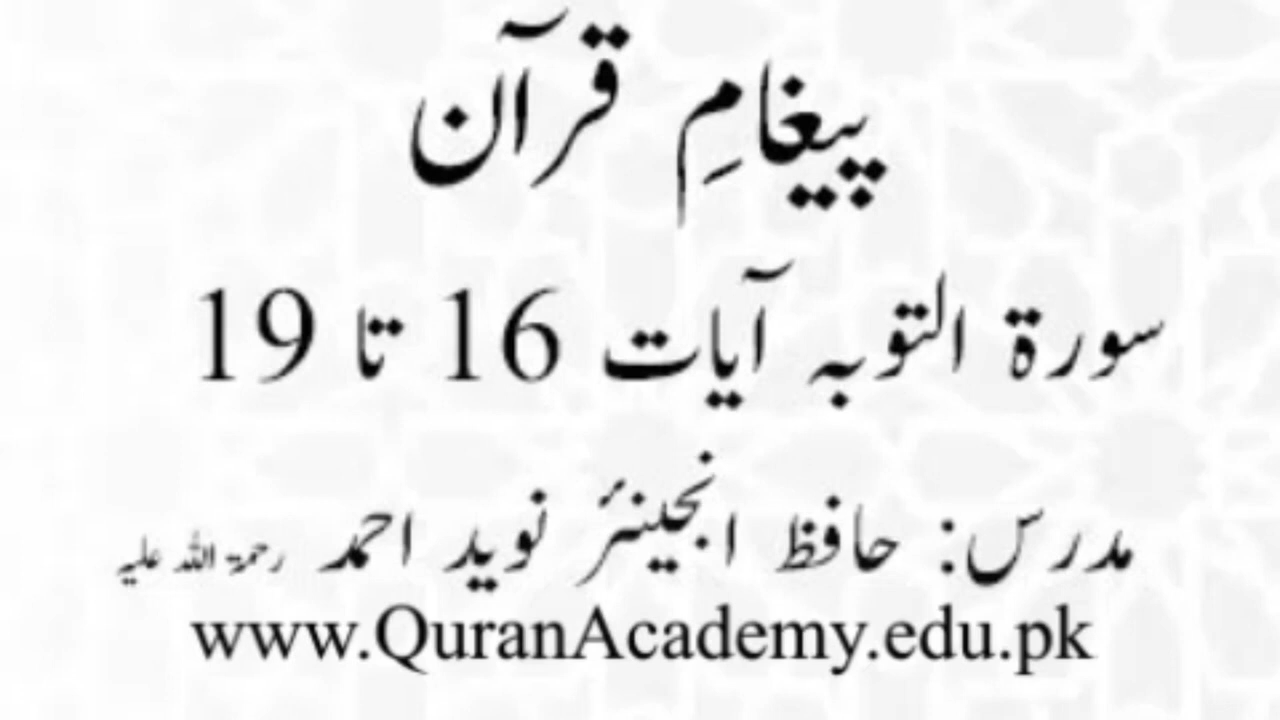 پیغامِ قرآن
سورۃ التوبہ آیات 16 تا 19
مدرس: حافظ انجینئر نوید احمد رحمۃ اللہ علیہ
www.QuranAcademy.edu.pk